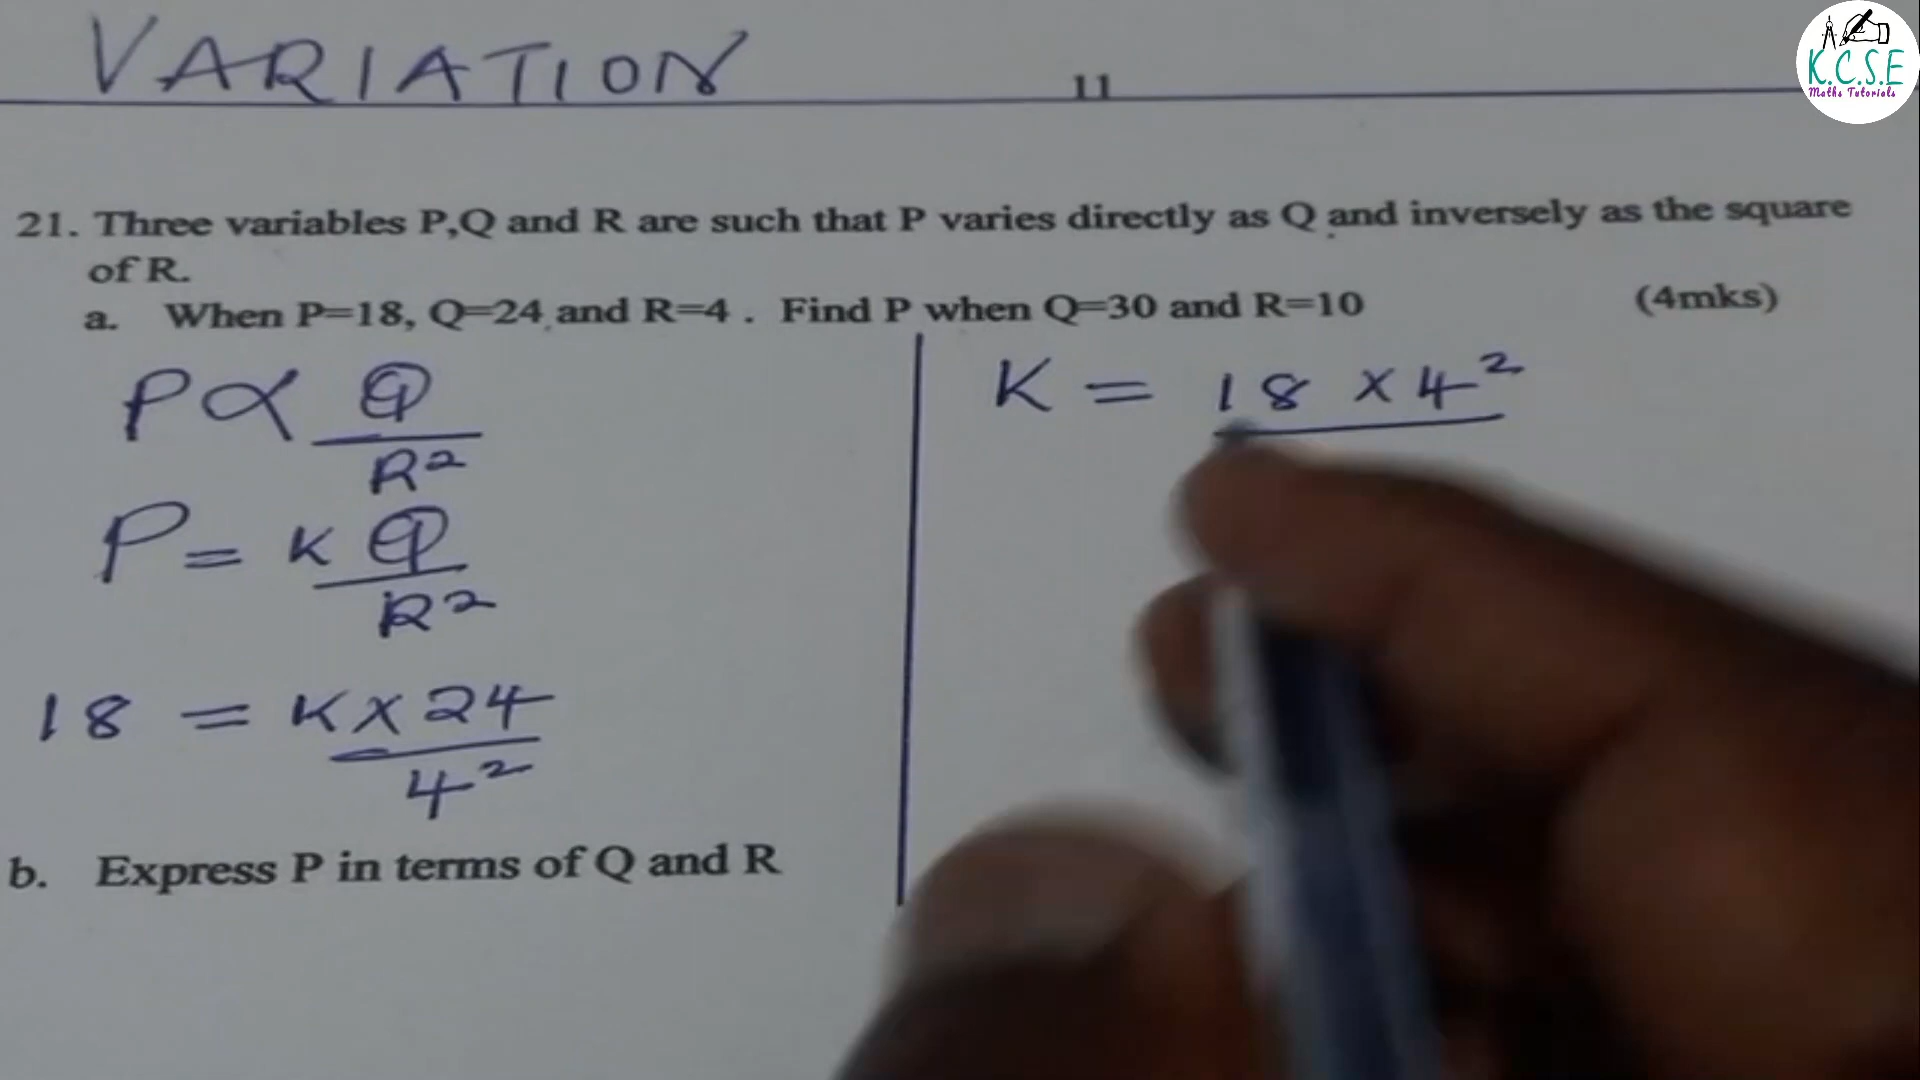 VARIATION
11
K.C.S.E
Maths Tutorials
21. Three variables P,Q and R are such that P varies directly as Q and inversely as the square
of R.
a. When P=18, Q=24 and R=4 . Find P when Q=30 and R=10 (4mks)
P ∝ Q
R²
P = K Q
R²
18 = K × 24
4²
K = 18 × 4²
b. Express P in terms of Q and R